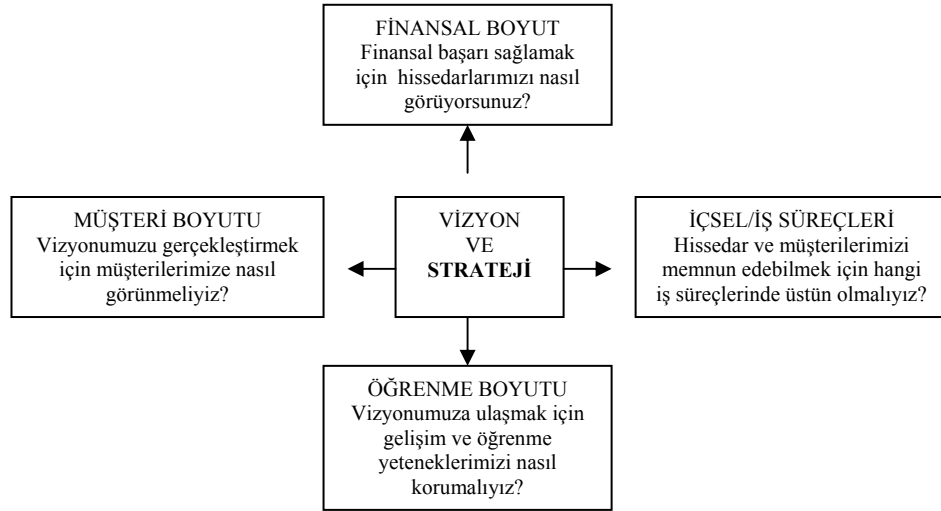 FİNANSAL BOYUT
Finansal başarı sağlamak
için hissedarlarımızı nasıl
görüyorsunuz?
MÜŞTERİ BOYUTU
Vizyonumuzu gerçekleştirmek
için müşterilerimize nasıl
görünmeliyiz?
VİZYON
VE
STRATEJİ
İÇSEL/İŞ SÜREÇLERİ
Hissedar ve müşterilerimizi
memnun edebilmek için hangi
iş süreçlerinde üstün olmalıyız?
ÖĞRENME BOYUTU
Vizyonumuza ulaşmak için
gelişim ve öğrenme
yeteneklerimizi nasıl
korumalıyız?